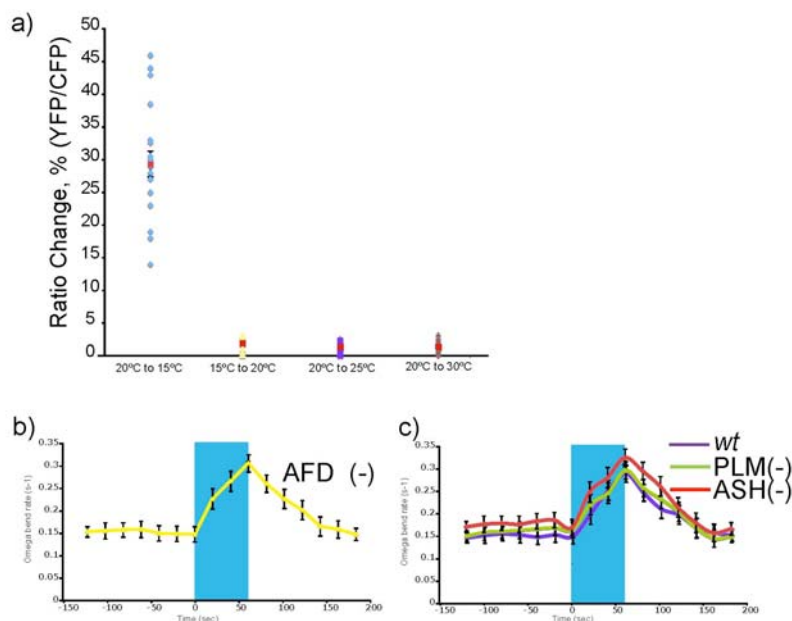 a)
Ratio Change, % (YFP/CFP)
50
45
40
35
30
25
20
15
10
5
0
20ºC to 15ºC
15ºC to 20ºC
20ºC to 25ºC
20ºC to 30ºC
b)
AFD (-)
Omega bend rate (s-1)
0.35
0.3
0.25
0.2
0.15
0.1
0.05
0
-150 -100 -50 0 50 100 150 200
Time (sec)
c)
wt
PLM(-)
ASH(-)
Omega bend rate (s-1)
0.35
0.3
0.25
0.2
0.15
0.1
0.05
0
-150 -100 -50 0 50 100 150 200
Time (sec)